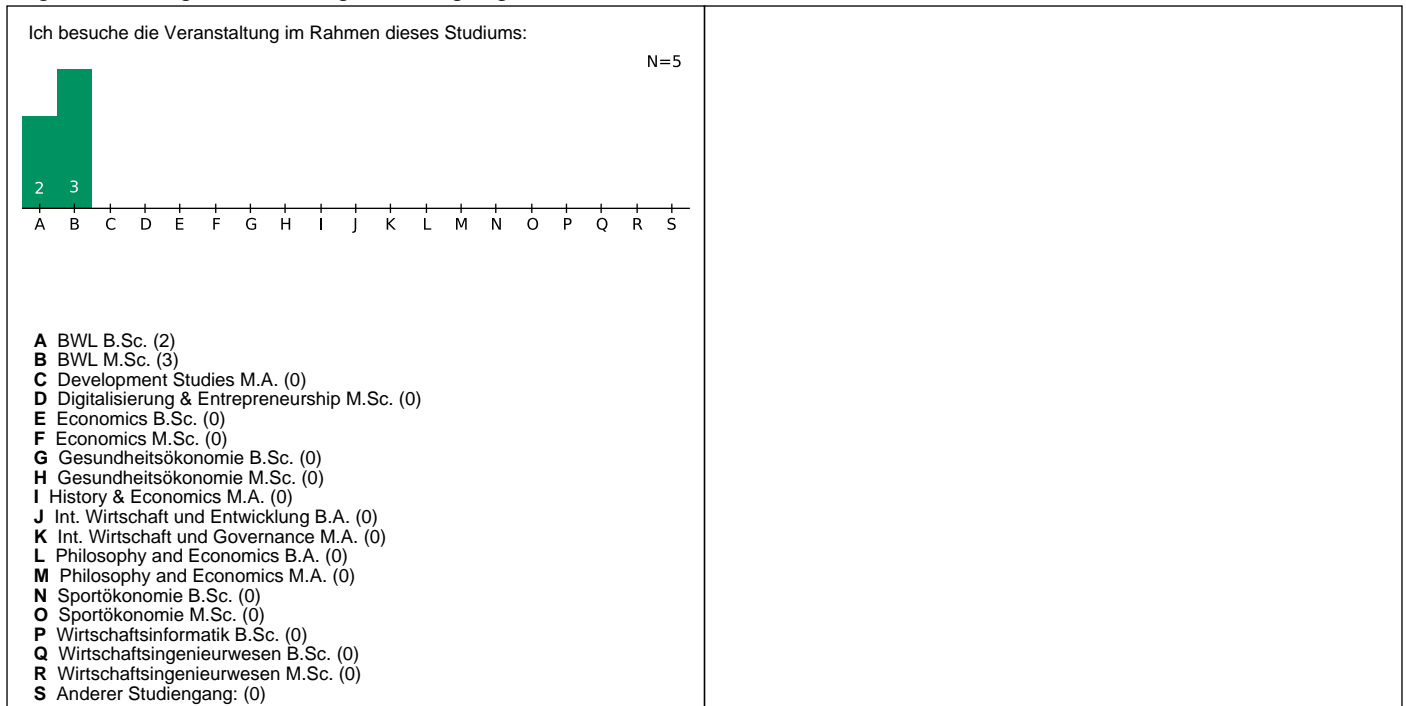 Ich besuche die Veranstaltung im Rahmen dieses Studiums:
N=5
2 3
A B C D E F G H I J K L M N O P Q R S
A BWL B.Sc. (2)
B BWL M.Sc. (3)
C Development Studies M.A. (0)
D Digitalisierung & Entrepreneurship M.Sc. (0)
E Economics B.Sc. (0)
F Economics M.Sc. (0)
G Gesundheitsökonomie B.Sc. (0)
H Gesundheitsökonomie M.Sc. (0)
I History & Economics M.A. (0)
J Int. Wirtschaft und Entwicklung B.A. (0)
K Int. Wirtschaft und Governance M.A. (0)
L Philosophy and Economics B.A. (0)
M Philosophy and Economics M.A. (0)
N Sportökonomie B.Sc. (0)
O Sportökonomie M.Sc. (0)
P Wirtschaftsinformatik B.Sc. (0)
Q Wirtschaftsingenieurwesen B.Sc. (0)
R Wirtschaftsingenieurwesen M.Sc. (0)
S Anderer Studiengang: (0)